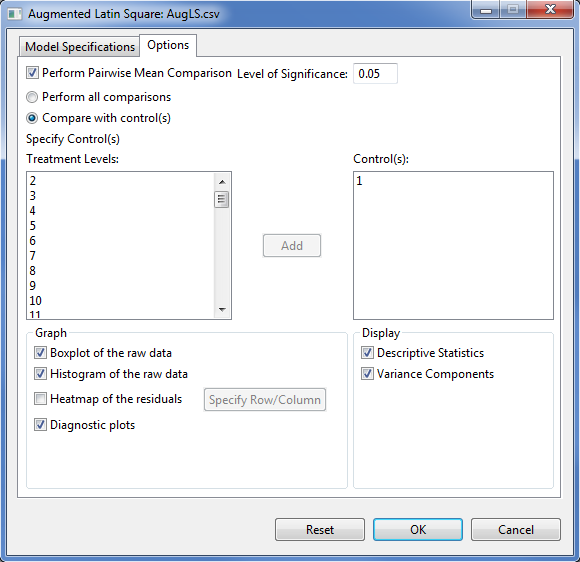 Augmented Latin Square: AugLS.csv
Model Specifications Options
Perform Pairwise Mean Comparison Level of Significance: 0.05
Perform all comparisons
Compare with control(s)
Specify Control(s)
Treatment Levels: Control(s):
2
3
4
5
6
7
8
9
10
11
Add
1
Graph
Boxplot of the raw data
Histogram of the raw data
Heatmap of the residuals Specify Row/Column
Diagnostic plots
Display
Descriptive Statistics
Variance Components
Reset OK Cancel